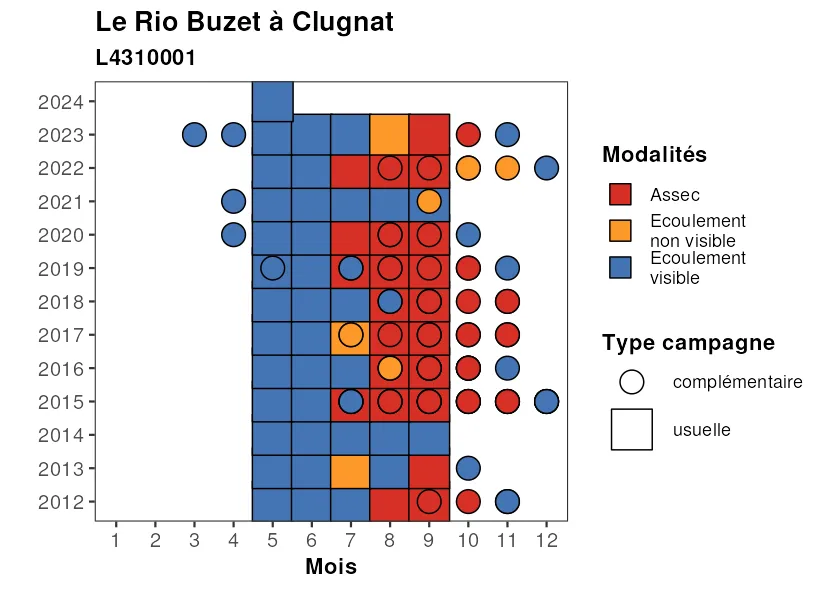 Le Rio Buzet à Clugnat
L4310001
2024
2023
2022
2021
2020
2019
2018
2017
2016
2015
2014
2013
2012
1 2 3 4 5 6 7 8 9 10 11 12
Mois
Modalités
Assec
Ecoulement
non visible
Ecoulement
visible
Type campagne
complémentaire
usuelle